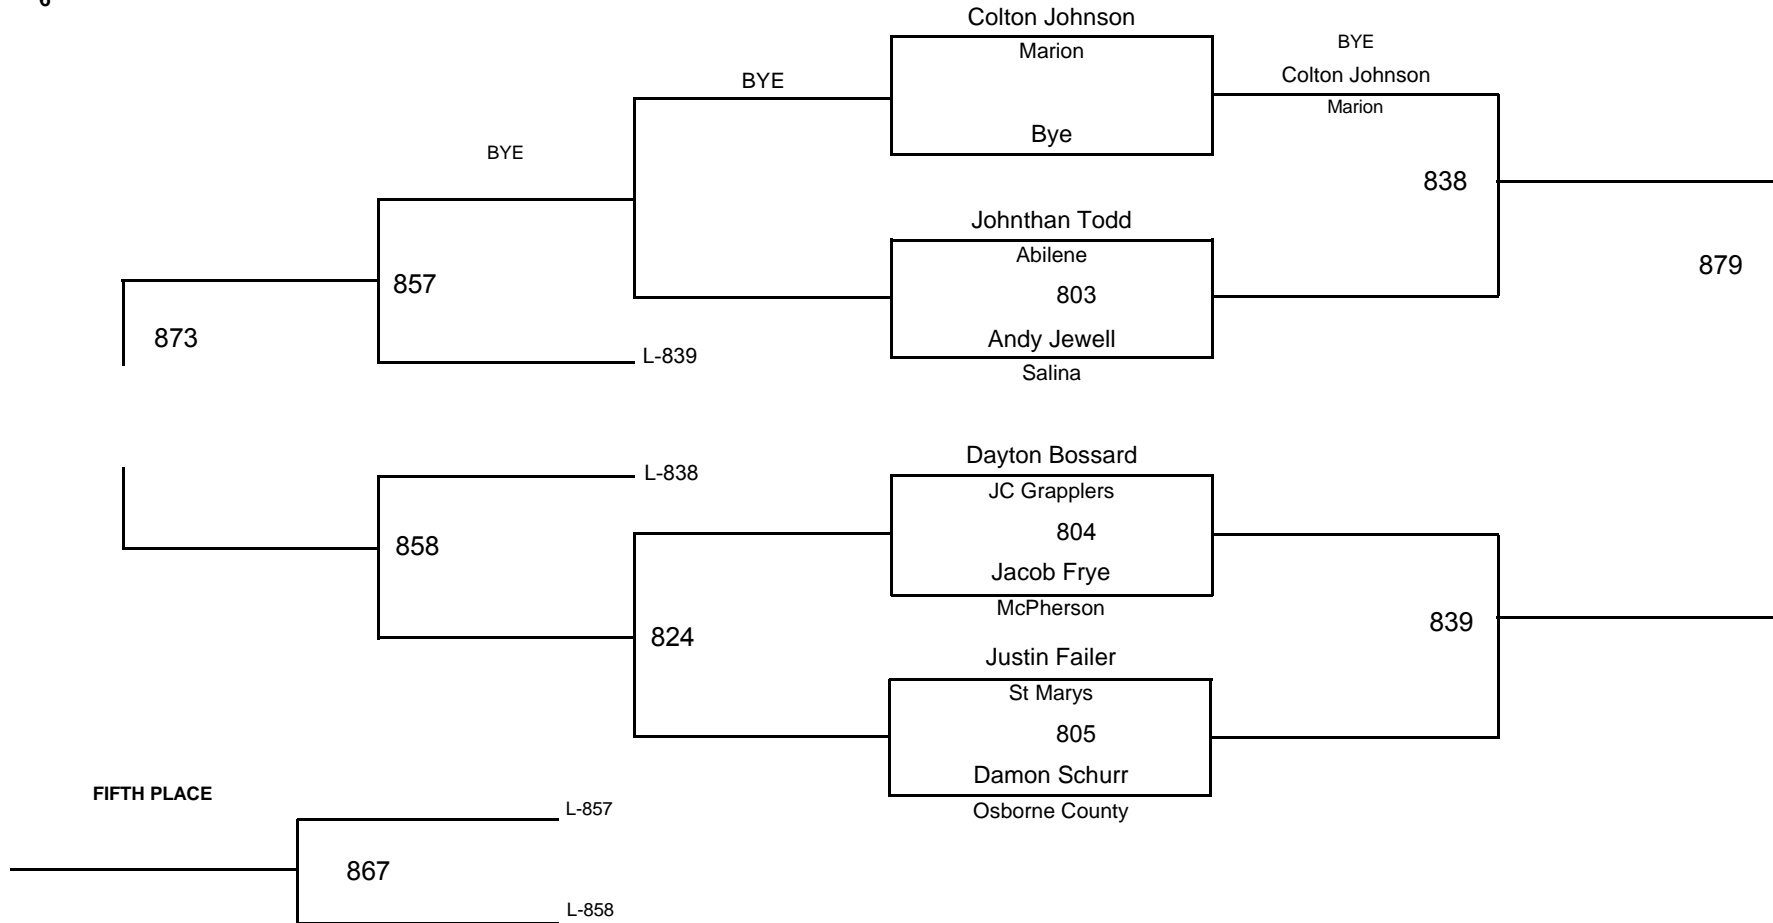 6
Colton Johnson
BYE
Marion
Colton Johnson
BYE
Marion
Bye
BYE
838
Johnthan Todd
Abilene
879
857
803
873
Andy Jewell
L-839
Salina
Dayton Bossard
L-838
JC Grapplers
804
858
Jacob Frye
McPherson
839
824
Justin Failer
St Marys
805
Damon Schurr
FIFTH PLACE
L-857
Osborne County
867
L-858